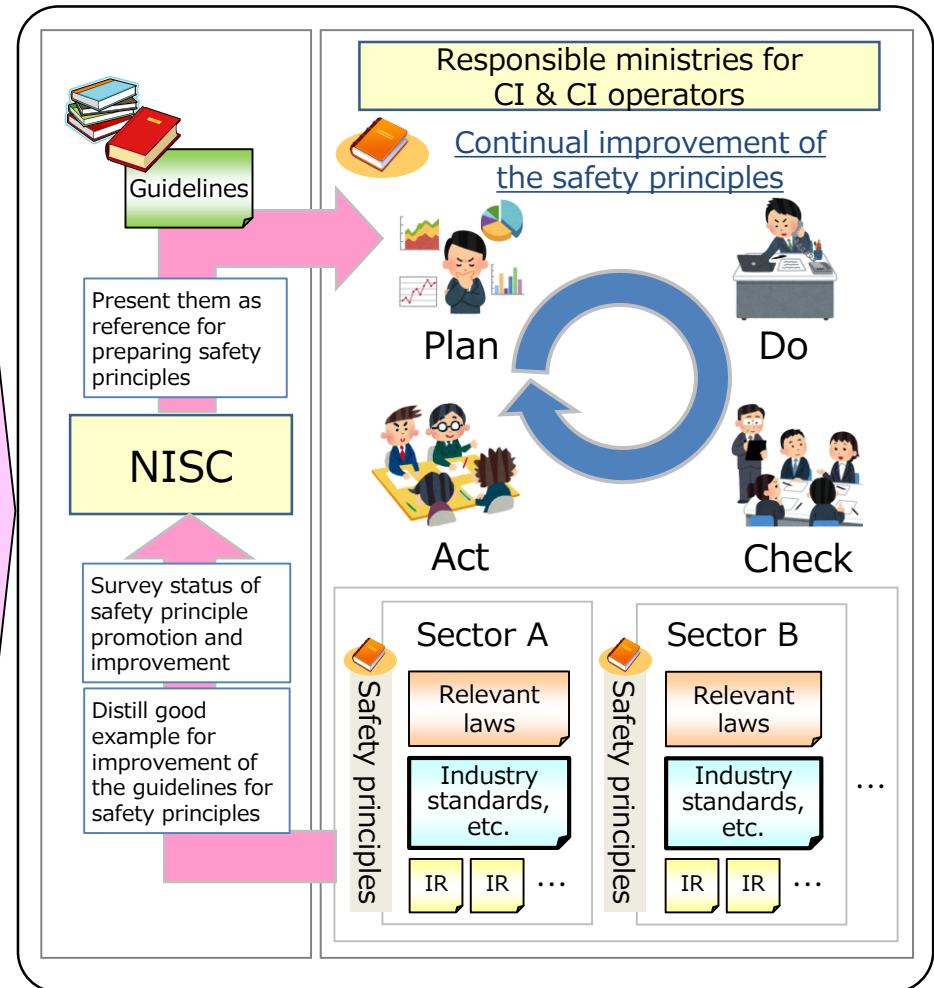 Guidelines
Present them as
reference for
preparing safety
principles
NISC
Survey status of
safety principle
promotion and
improvement
Distill good
example for
improvement of
the guidelines for
safety principles
Responsible ministries for
CI & CI operators
Continual improvement of
the safety principles
Plan
Do
Act
Check
Safety principles
Sector A
Relevant
laws
Industry
standards,
etc.
IR IR …
Safety principles
Sector B
Relevant
laws
Industry
standards,
etc.
IR IR …
…